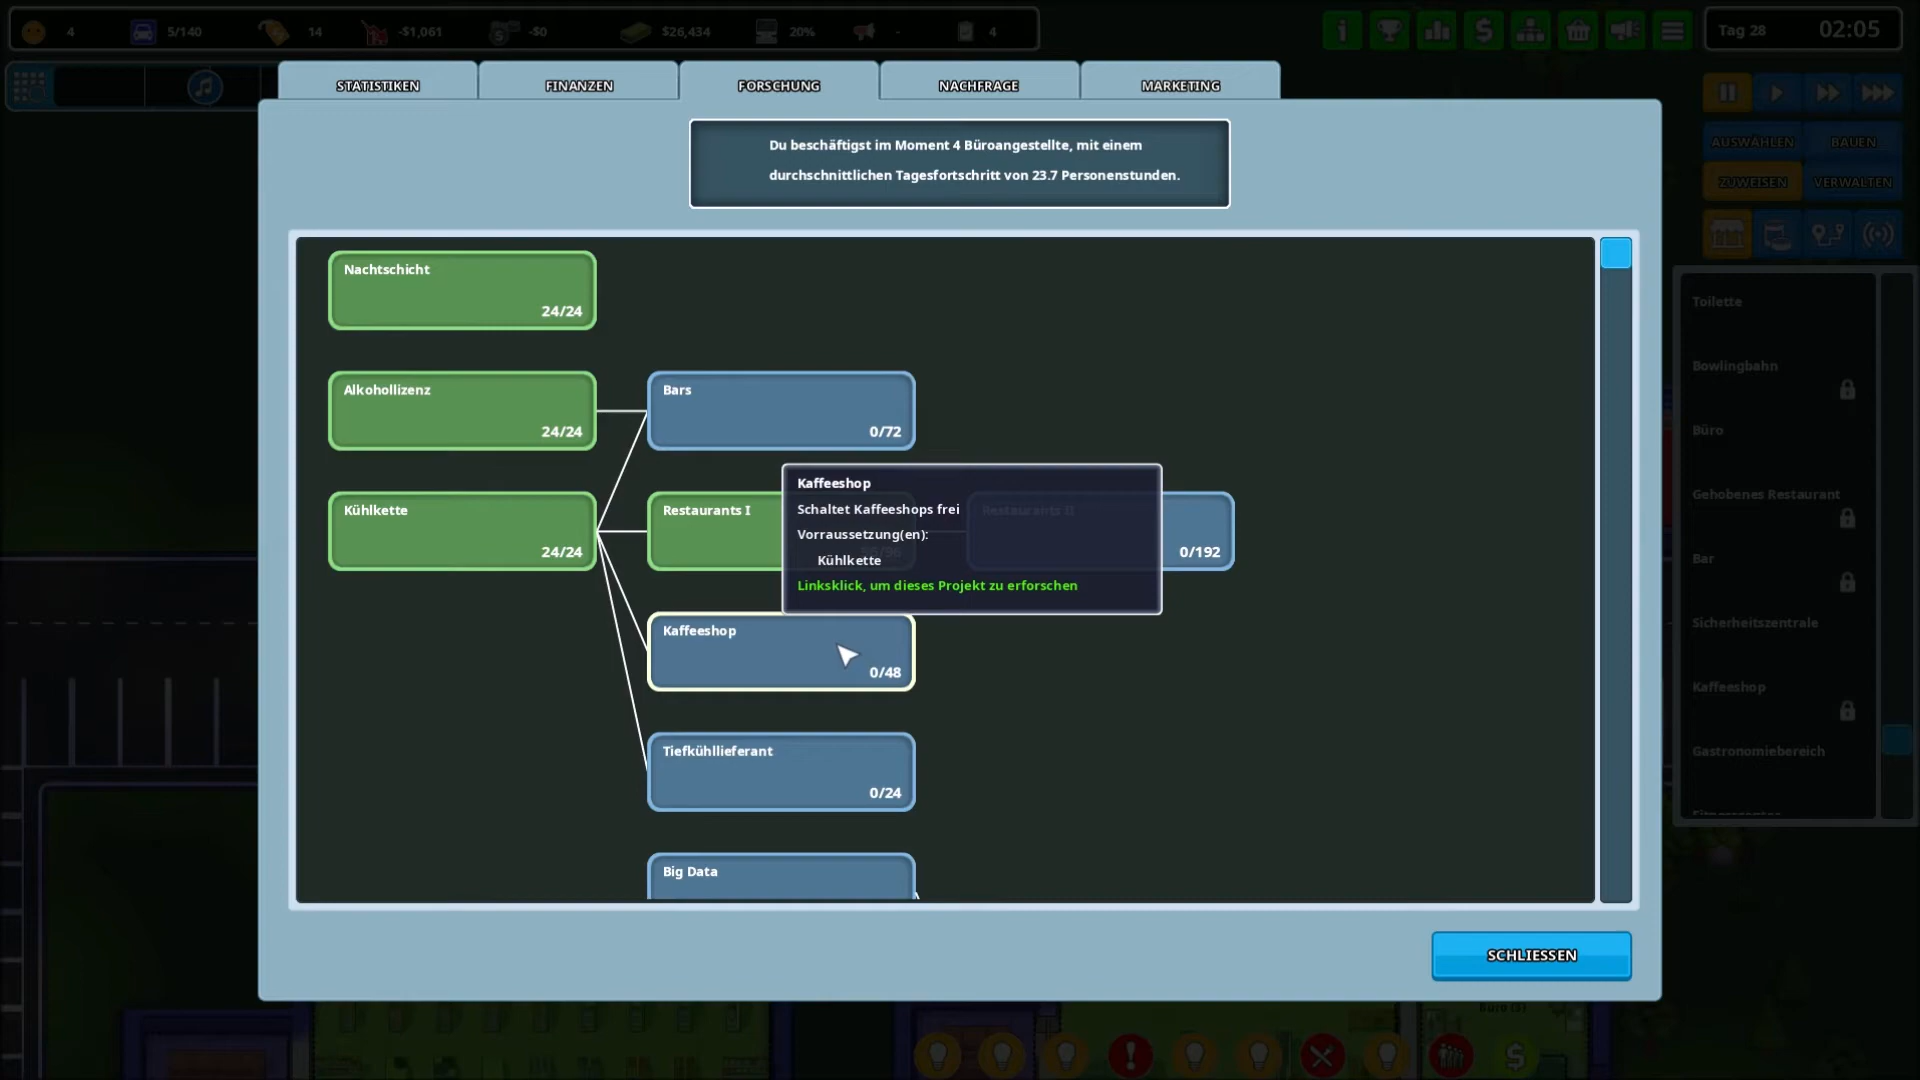 4
5/140
14
-$1,061
-$0
$26,434
20%
-
4
Tag 28
02:05
STATISTIKEN
FINANZEN
FORSCHUNG
NACHFRAGE
MARKETING
Du beschäftigst im Moment 4 Büroangestellte, mit einem
durchschnittlichen Tagesfortschritt von 23.7 Personenstunden.
AUSWÄHLEN
BAUEN
ZUWEISEN
VERWALTEN
Nachtschicht
24/24
Alkohollizenz
24/24
Bars
0/72
Kühlkette
24/24
Restaurants I
96/96
Restaurants II
0/192
Kaffeeshop
Schaltet Kaffeeshops frei
Vorraussetzung(en):
Kühlkette
Linksklick, um dieses Projekt zu erforschen
Kaffeeshop
0/48
Tiefkühllieferant
0/24
Big Data
Toilette
Bowlingbahn
Büro
Gehobenes Restaurant
Bar
Sicherheitszentrale
Kaffeeshop
Gastronomiebereich
SCHLIESSEN